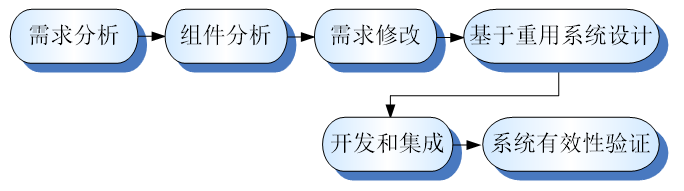 需求分析
组件分析
需求修改
基于重用系统设计
开发和集成
系统有效性验证